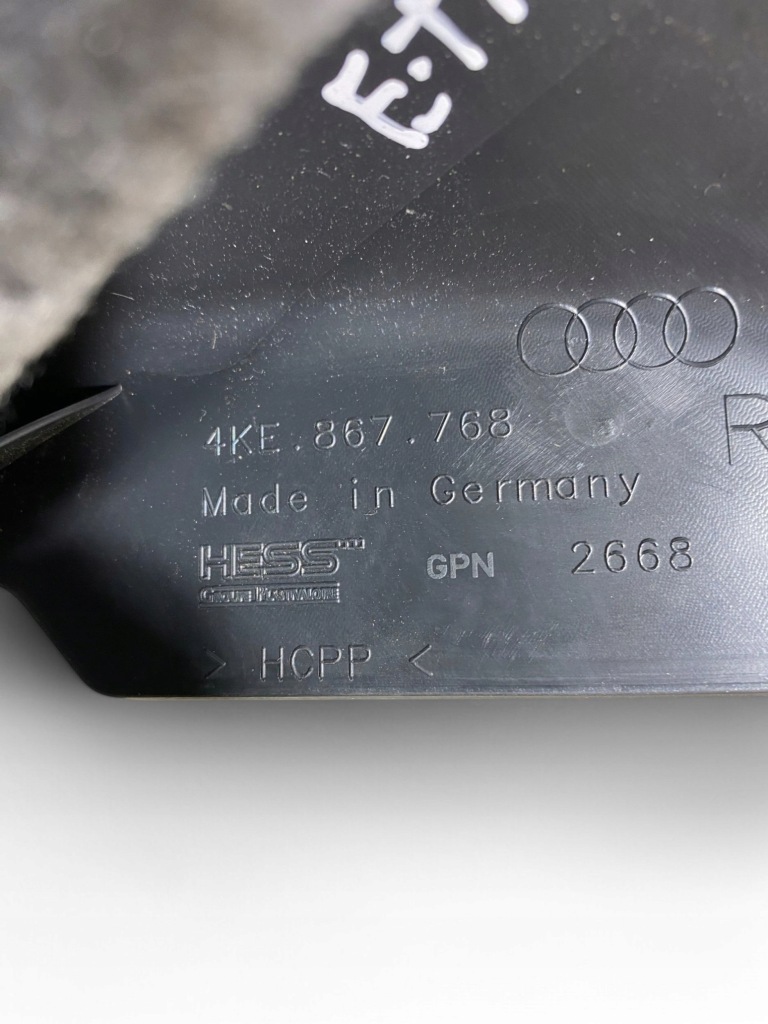 E-T
4KE.867.768
R
Made in Germany
HESS
GPN 2668
> HCPP <